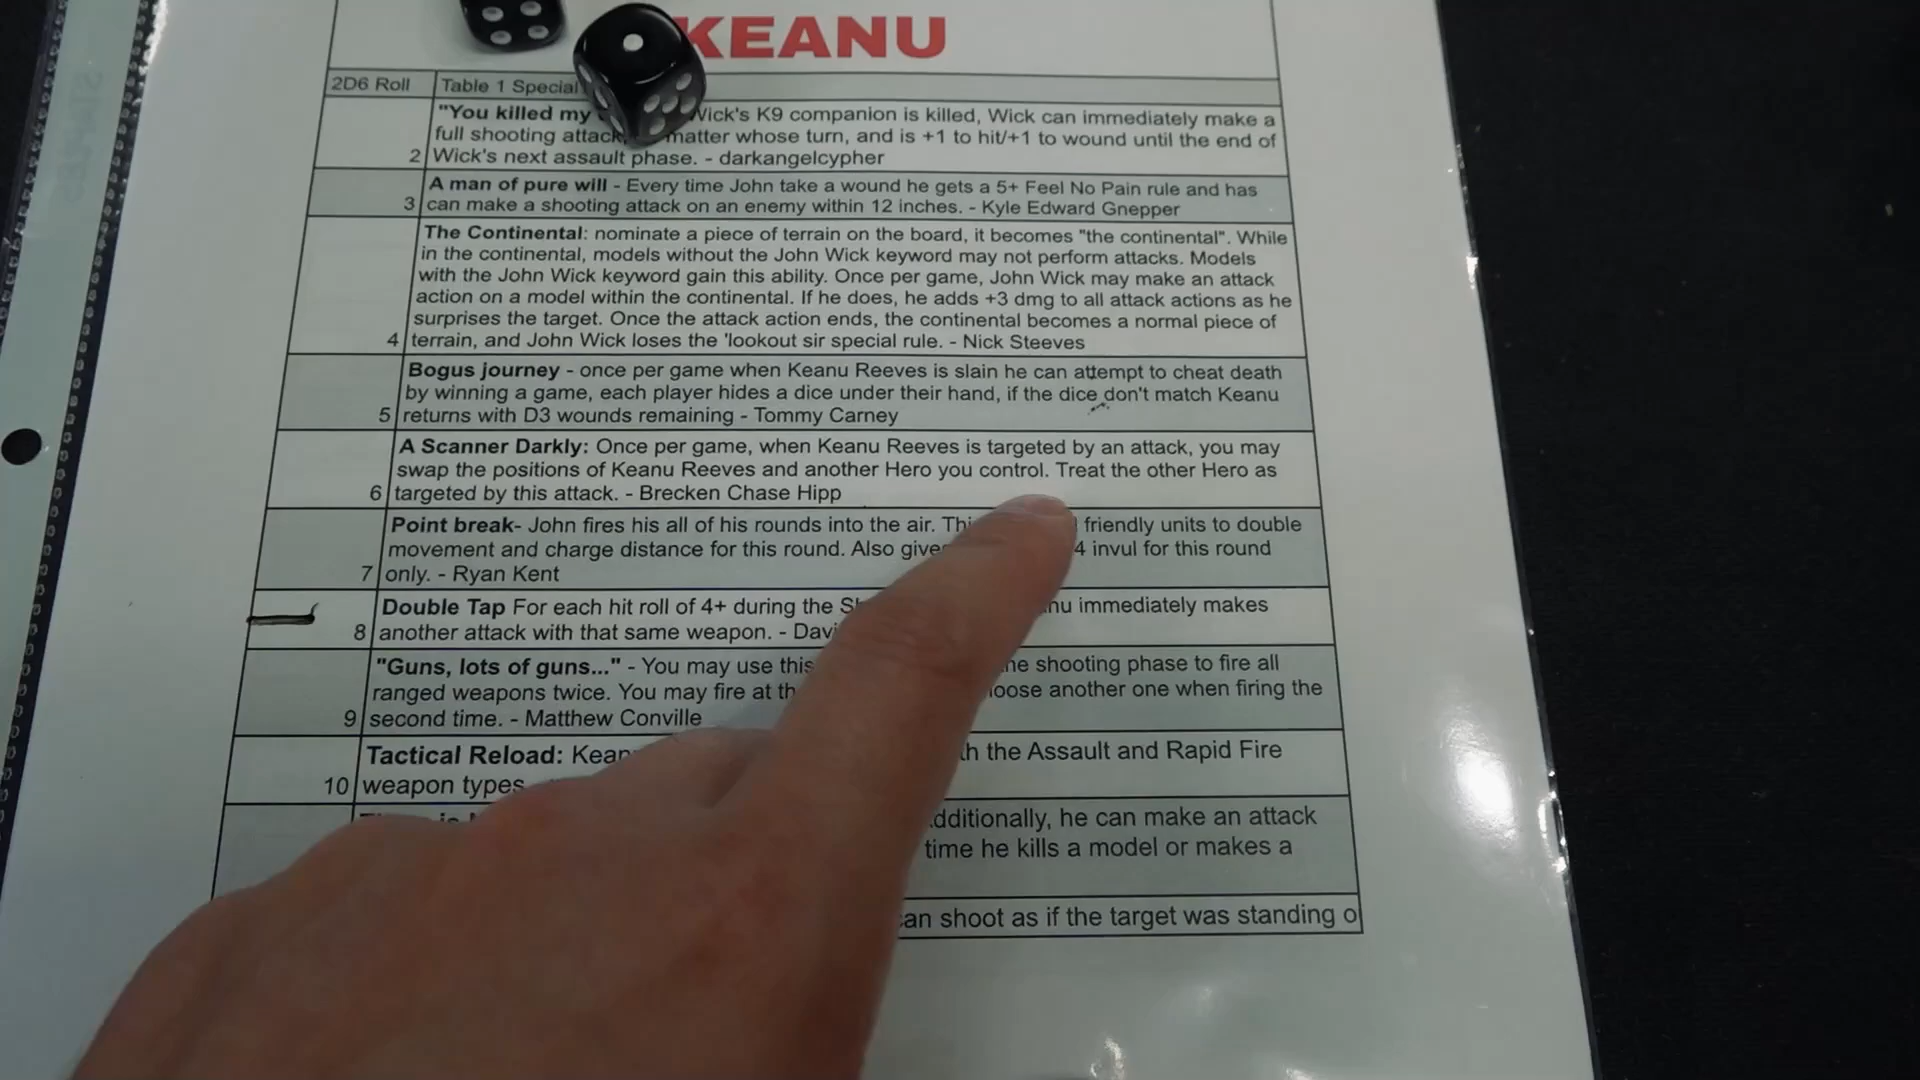 KEANU
2D6 Roll Table 1 Special
"You killed my Wick's K9 companion is killed, Wick can immediately make a
full shooting attack matter whose turn, and is +1 to hit/+1 to wound until the end of
2 Wick's next assault phase. - darkangelcypher
A man of pure will - Every time John take a wound he gets a 5+ Feel No Pain rule and has
3 can make a shooting attack on an enemy within 12 inches. - Kyle Edward Gnepper
The Continental: nominate a piece of terrain on the board, it becomes "the continental". While
in the continental, models without the John Wick keyword may not perform attacks. Models
with the John Wick keyword gain this ability. Once per game, John Wick may make an attack
action on a model within the continental. If he does, he adds +3 dmg to all attack actions as he
surprises the target. Once the attack action ends, the continental becomes a normal piece of
4 terrain, and John Wick loses the 'lookout sir special rule. - Nick Steeves
Bogus journey - once per game when Keanu Reeves is slain he can attempt to cheat death
by winning a game, each player hides a dice under their hand, if the dice don't match Keanu
5 returns with D3 wounds remaining - Tommy Carney
A Scanner Darkly: Once per game, when Keanu Reeves is targeted by an attack, you may
swap the positions of Keanu Reeves and another Hero you control. Treat the other Hero as
6 targeted by this attack. - Brecken Chase Hipp
Point break- John fires his all of his rounds into the air. friendly units to double
movement and charge distance for this round. Also 4 invul for this round
7 only. - Ryan Kent
Double Tap For each hit roll of 4+ during the immediately makes
8 another attack with that same weapon. -
"Guns, lots of guns..." - You may use this the shooting phase to fire all
ranged weapons twice. You may fire at another one when firing the
9 second time. - Matthew Conville
Tactical Reload: the Assault and Rapid Fire
10 weapon types
is Additionally, he can make an attack
time he kills a model or makes a
can shoot as if the target was standing